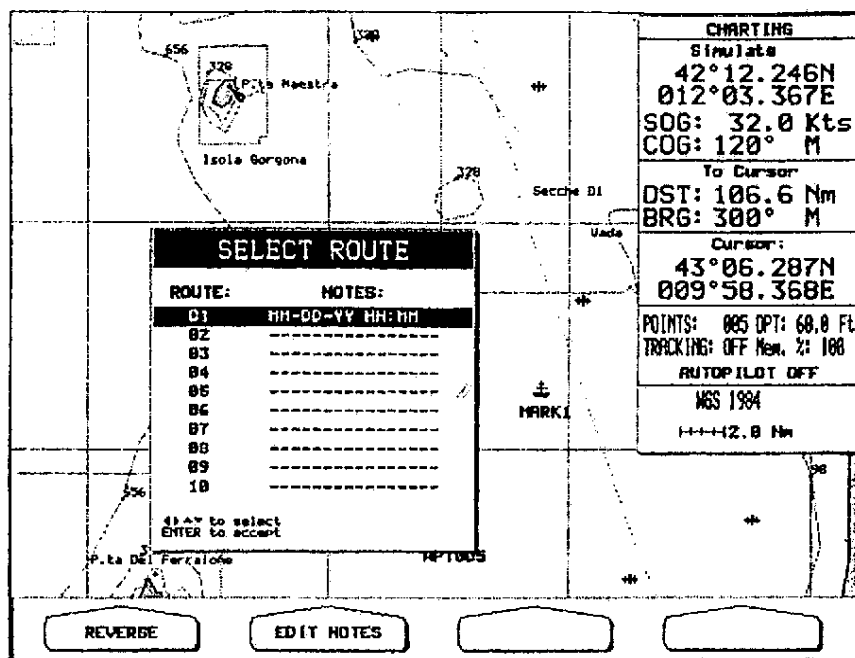 656
328
328
P.ta Maestra
Isola Gorgona
328
Secche Di
Vada
SELECT ROUTE
ROUTE: NOTES:
01 MM-DD-YY HH:MM
02 -----------------
03 -----------------
04 -----------------
05 -----------------
06 -----------------
07 -----------------
08 -----------------
09 -----------------
10 -----------------
to select
ENTER to accept
MARK1
656
98
P.ta Del Ferraione
CHARTING
Simulate
42°12.246N
012°03.367E
SOG: 32.0 Kts
COG: 120° M
To Cursor
DST: 106.6 Nm
BRG: 300° M
Cursor:
43°06.287N
009°58.368E
POINTS: 005 DPT: 60.0 Ft
TRACKING: OFF Mem. %: 100
AUTOPILOT OFF
WGS 1984
2.0 Nm
REVERSE
EDIT NOTES